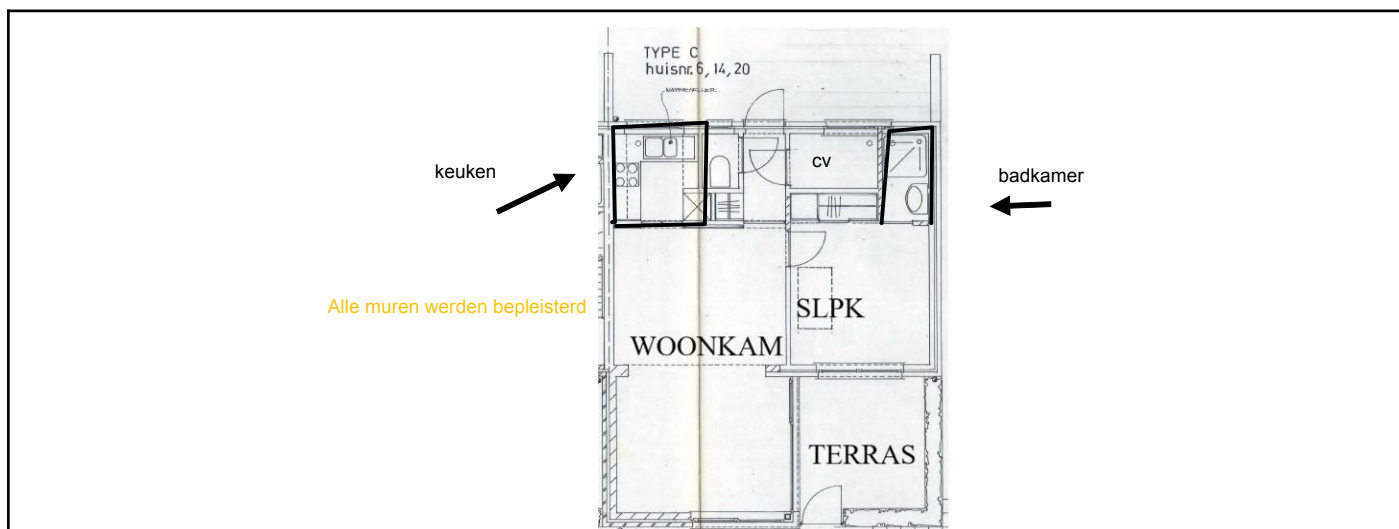 TYPE C
huisnr. 6, 14, 20
keuken
cv
badkamer
Alle muren werden bepleisterd
SLPK
WOONKAM
TERRAS